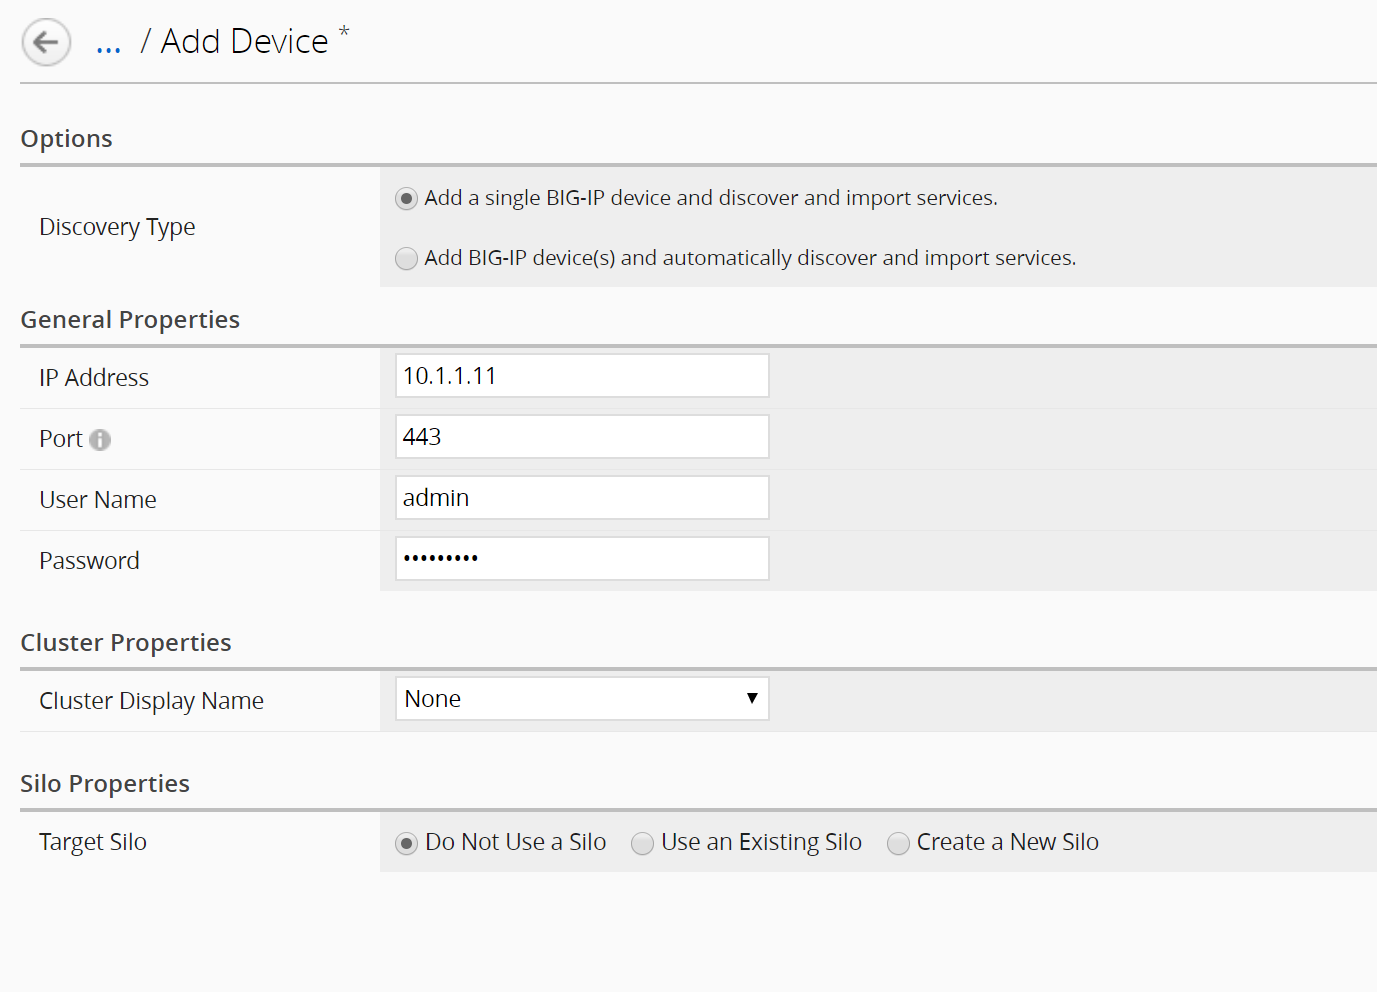 ... / Add Device *
Options
Discovery Type
Add a single BIG-IP device and discover and import services.
Add BIG-IP device(s) and automatically discover and import services.
General Properties
IP Address 10.1.1.11
Port 443
User Name admin
Password •••••••••
Cluster Properties
Cluster Display Name None
Silo Properties
Target Silo Do Not Use a Silo Use an Existing Silo Create a New Silo